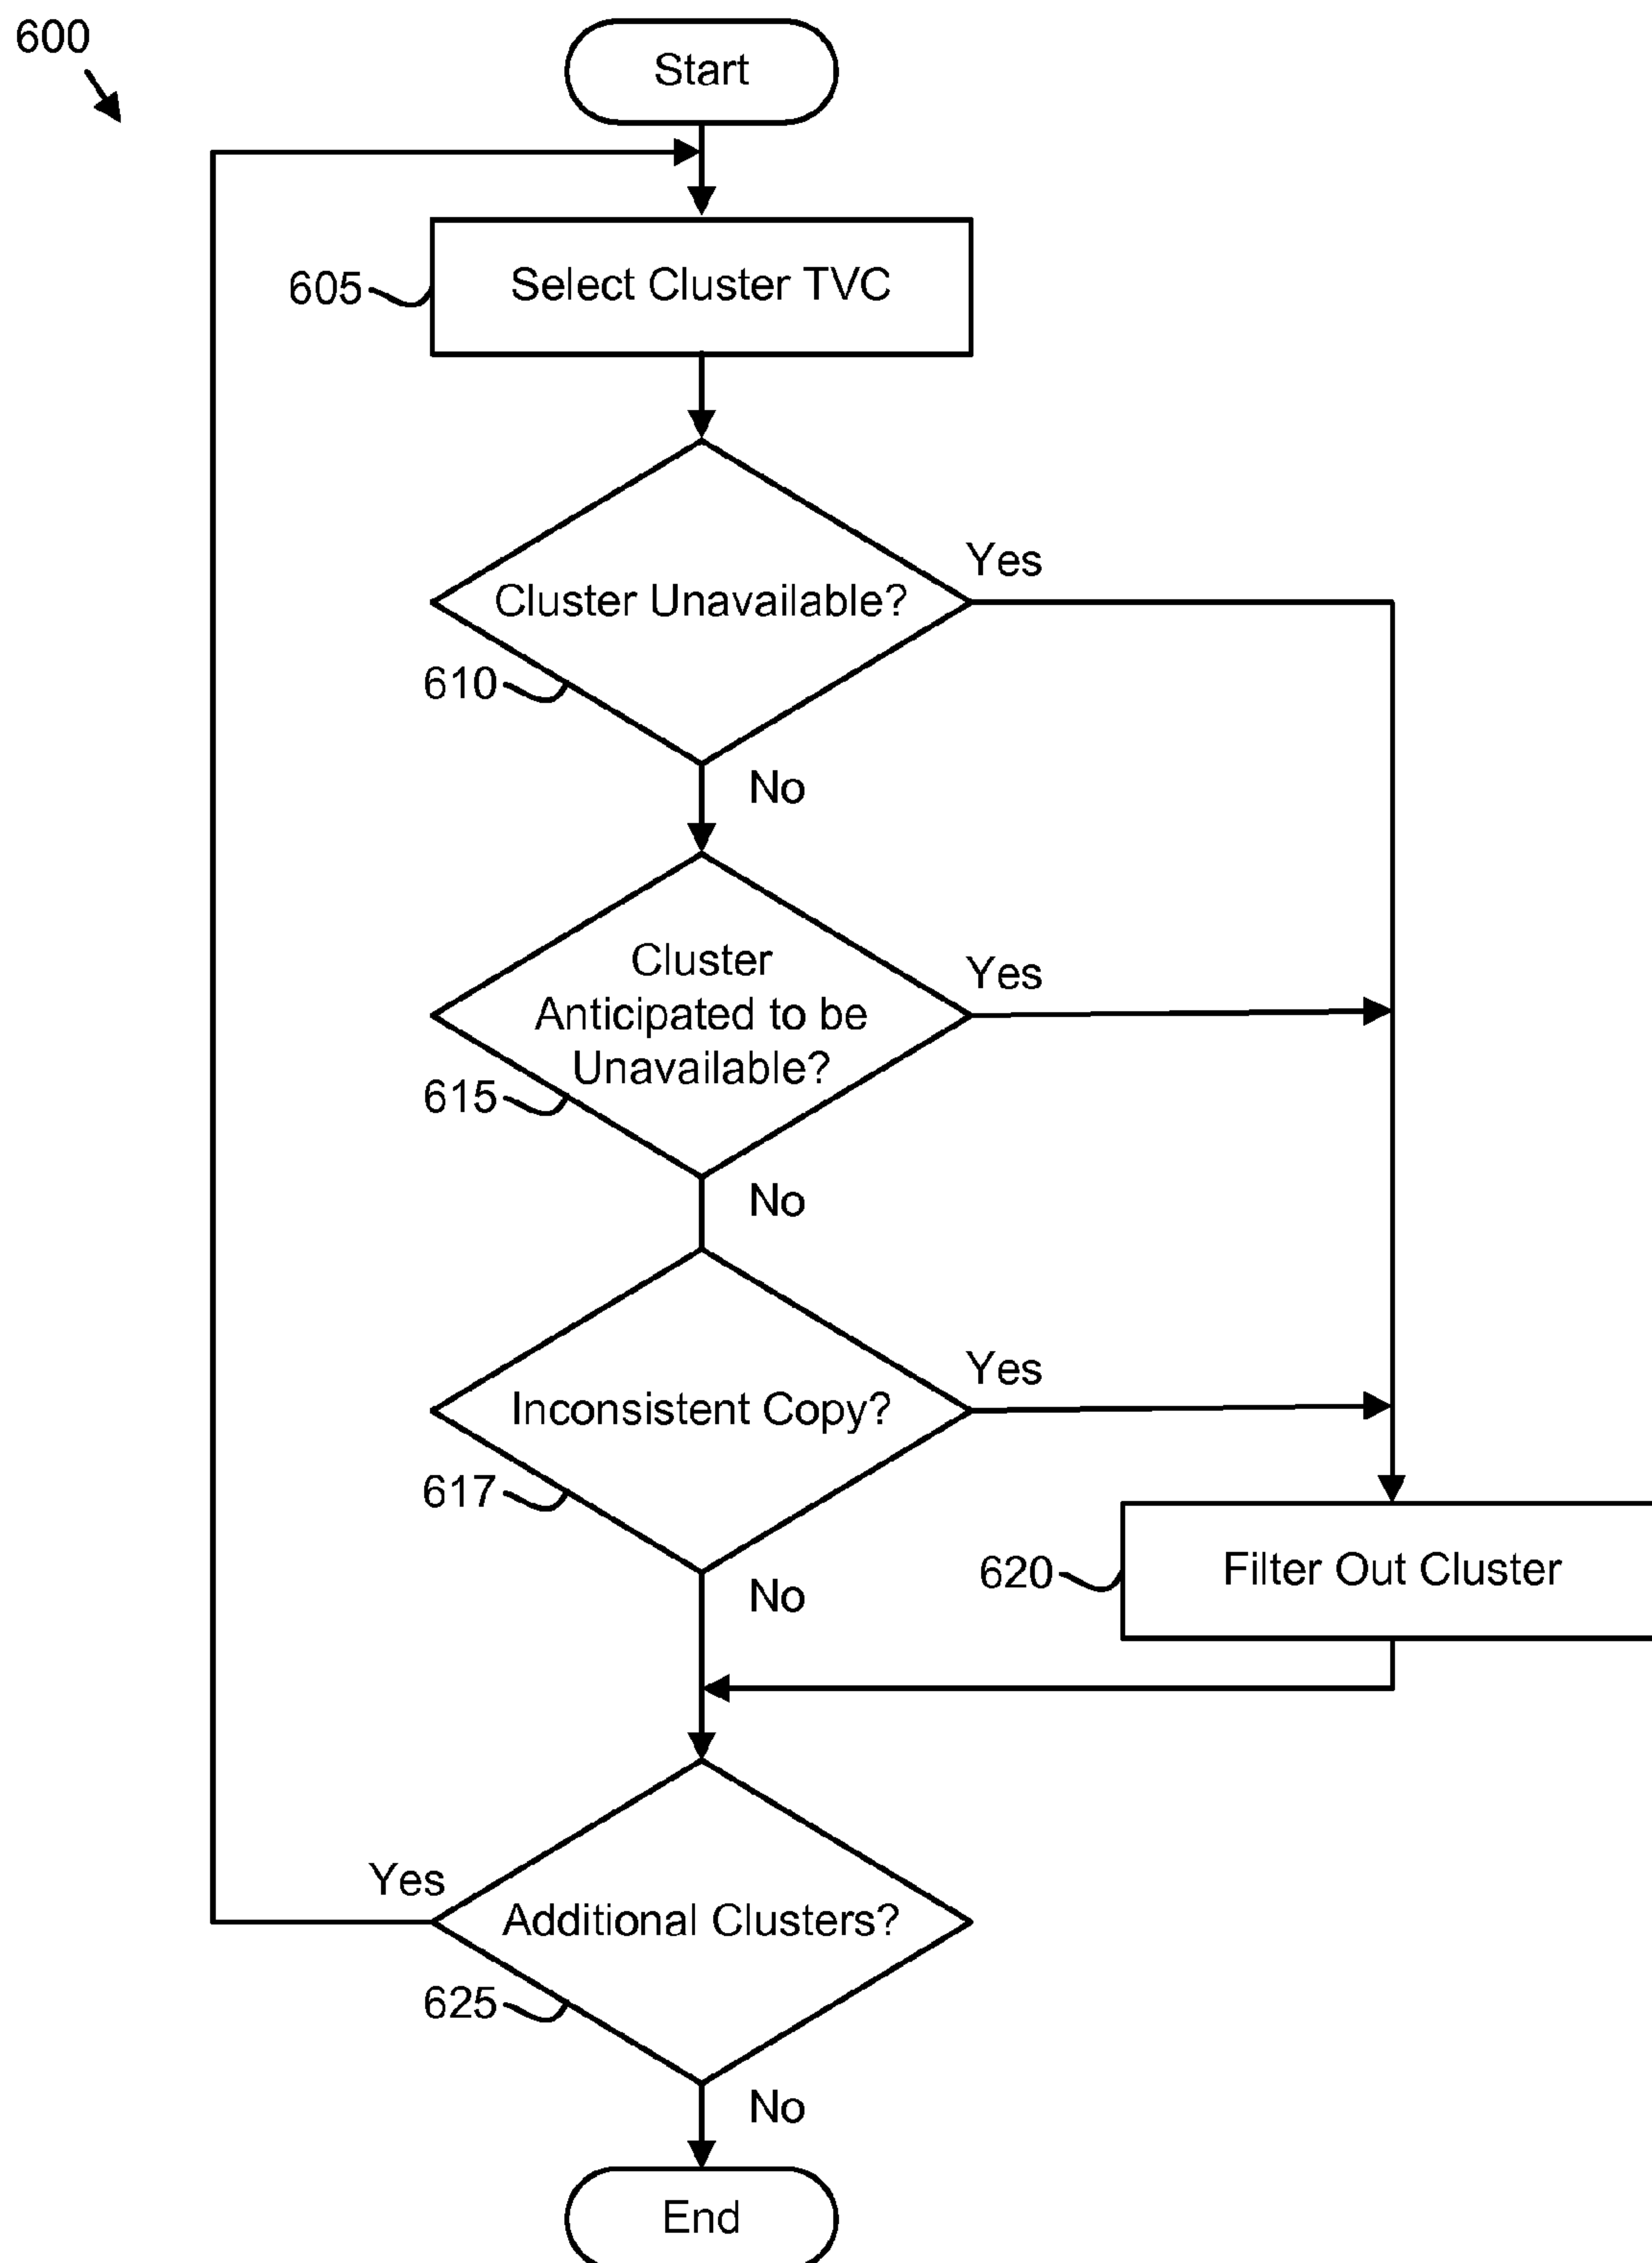 600
Start
605
Select Cluster TVC
Cluster Unavailable?
Yes
610
No
Cluster
Anticipated to be
Unavailable?
Yes
615
No
Inconsistent Copy?
Yes
617
No
620
Filter Out Cluster
Yes
Additional Clusters?
625
No
End